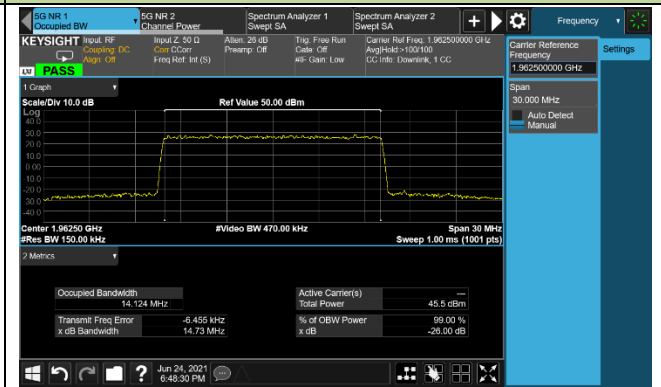 5G NR 1
Occupied BW
5G NR 2
Channel Power
Spectrum Analyzer 1
Swept SA
Spectrum Analyzer 2
Swept SA
Frequency
KEYSIGHT
Input: RF
Coupling: DC
Align: Off
Input Z: 50 Ω
Corr CCorr
Freq Ref: Int (S)
Atten: 26 dB
Preamp: Off
Trig: Free Run
Gate: Off
#IF Gain: Low
Carrier Ref Freq: 1.962500000 GHz
Avg|Hold:>100/100
CC Info: Downlink, 1 CC
LXI
PASS
Carrier Reference
Frequency
1.962500000 GHz
Settings
Span
30.000 MHz
Auto Detect
Manual
1 Graph
Scale/Div 10.0 dB
Ref Value 50.00 dBm
Log
40.0
30.0
20.0
10.0
0.00
-10.0
-20.0
-30.0
-40.0
Center 1.96250 GHz
#Video BW 470.00 kHz
Span 30 MHz
#Res BW 150.00 kHz
Sweep 1.00 ms (1001 pts)
2 Metrics
Occupied Bandwidth
14.124 MHz
Active Carrier(s)
---
Total Power
45.5 dBm
Transmit Freq Error
-6.455 kHz
% of OBW Power
99.00 %
x dB Bandwidth
14.73 MHz
x dB
-26.00 dB
Jun 24, 2021
6:48:30 PM